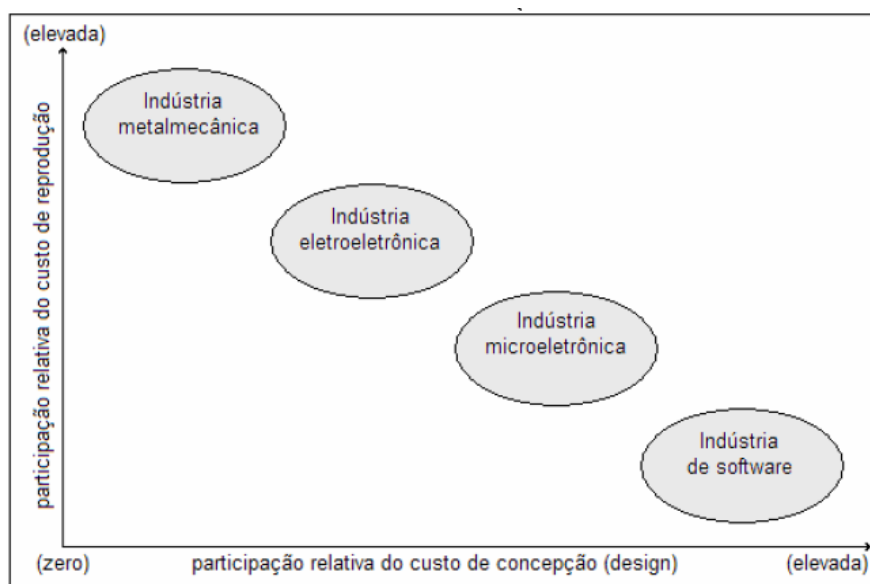 (elevada)
participação relativa do custo de reprodução
Indústria
metalmecânica
Indústria
eletroeletrônica
Indústria
microeletrônica
Indústria
de software
(zero)
participação relativa do custo de concepção (design)
(elevada)